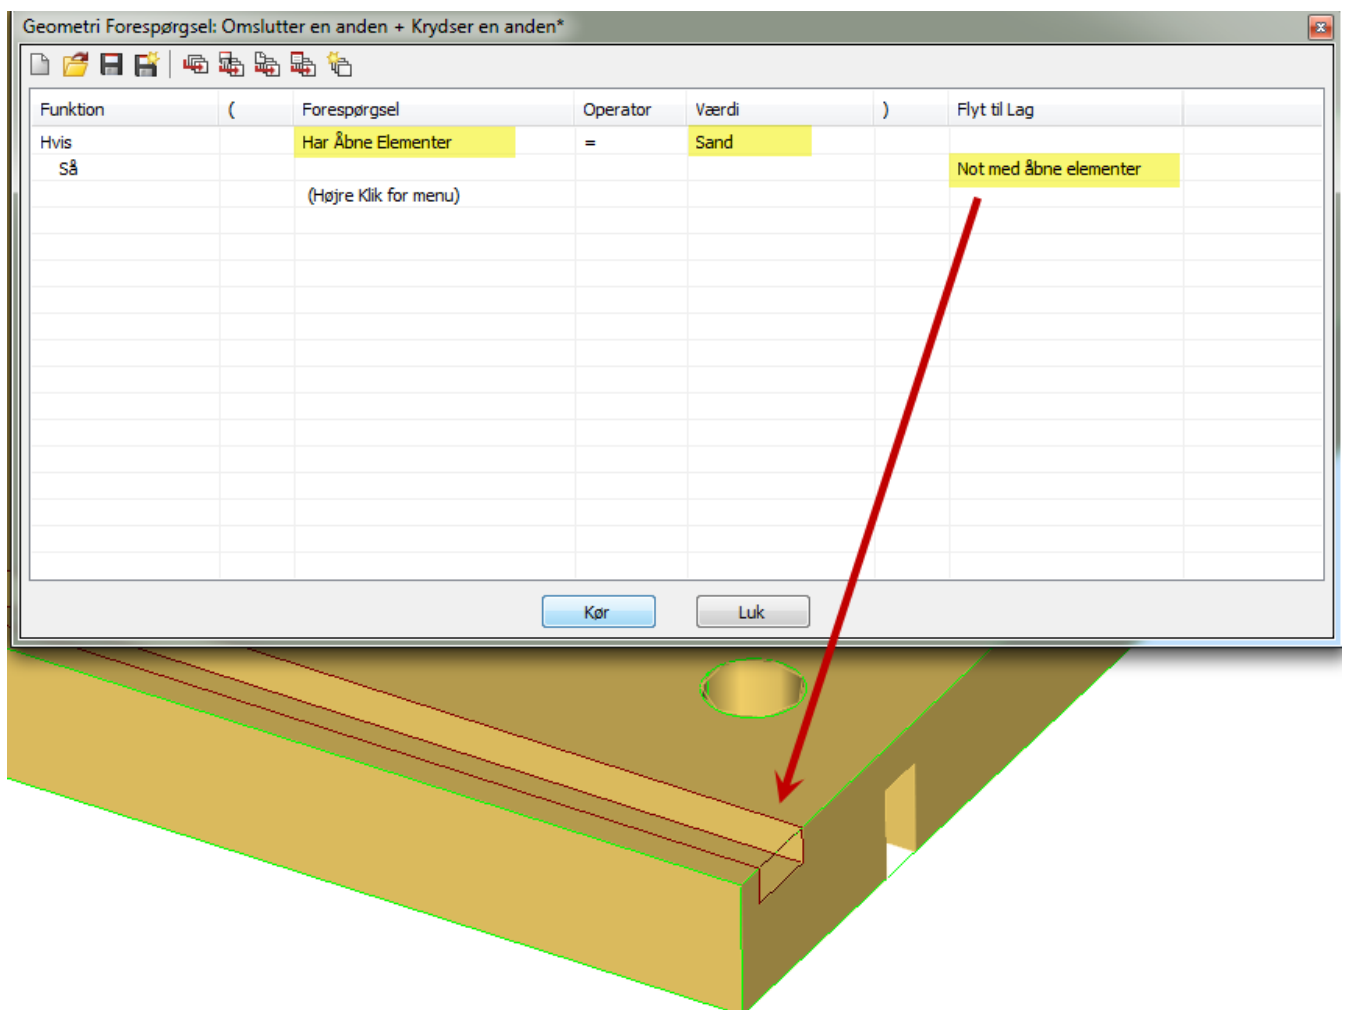 Geometri Forespørgsel: Omslutter en anden + Krydser en anden*
Funktion ( Forespørgsel Operator Værdi ) Flyt til Lag
Hvis Har Åbne Elementer = Sand
Så Not med åbne elementer
(Højre Klik for menu)
Kør Luk